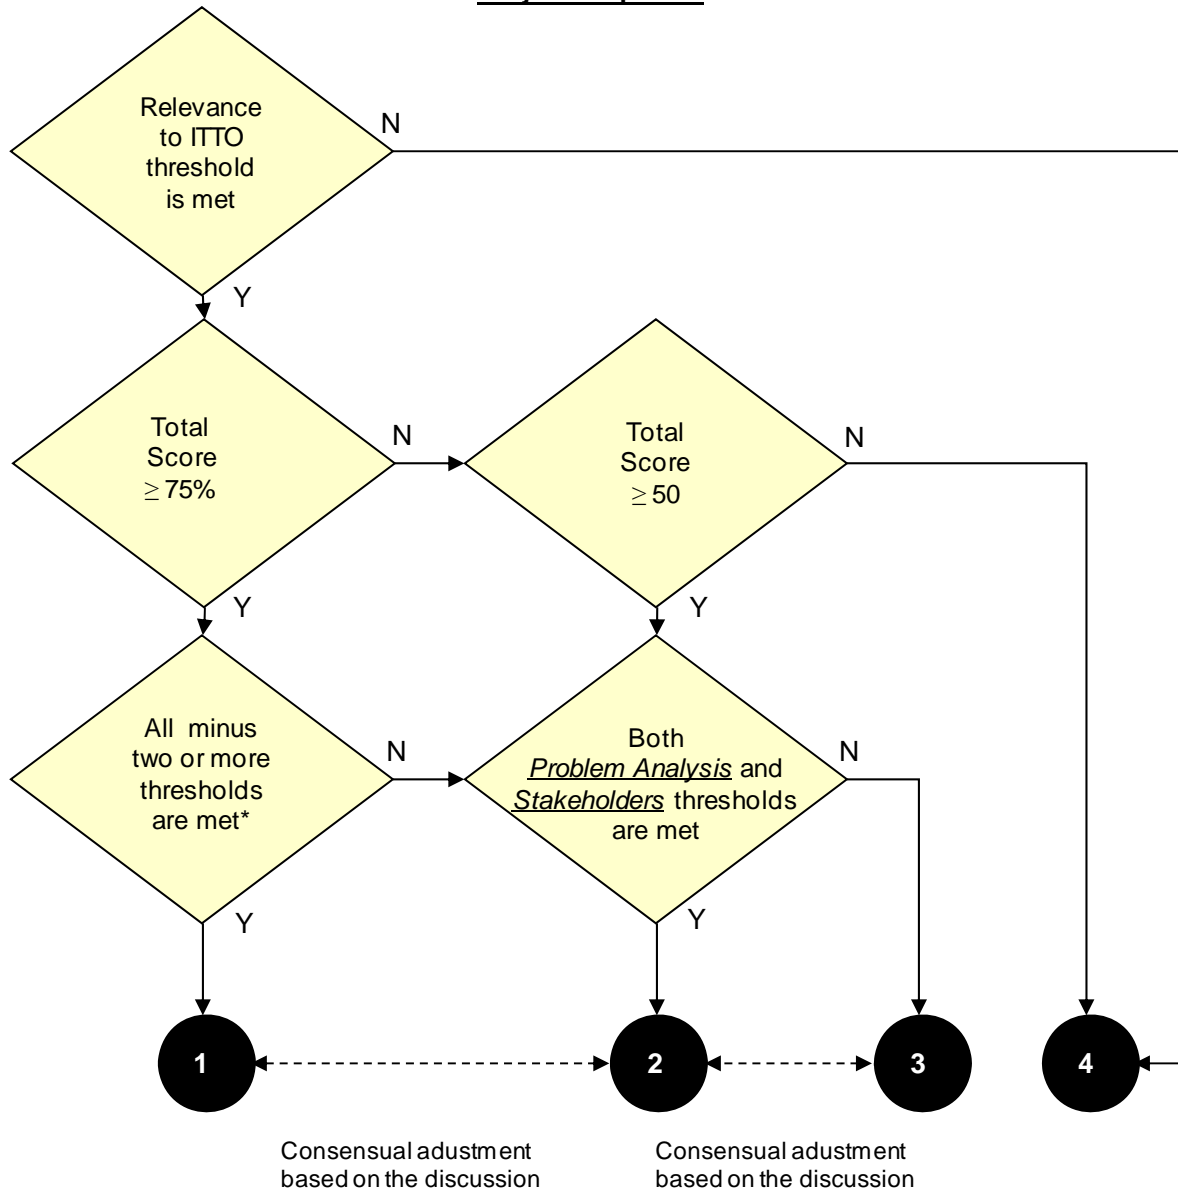 Relevance
to ITTO
threshold
is met
N
Y
Total
Score
≥ 75%
N
Total
Score
≥ 50
N
Y
Y
All minus
two or more
thresholds
are met*
N
Both
Problem Analysis and
Stakeholders thresholds
are met
N
Y
Y
1
2
3
4
Consensual adustment
based on the discussion
Consensual adustment
based on the discussion